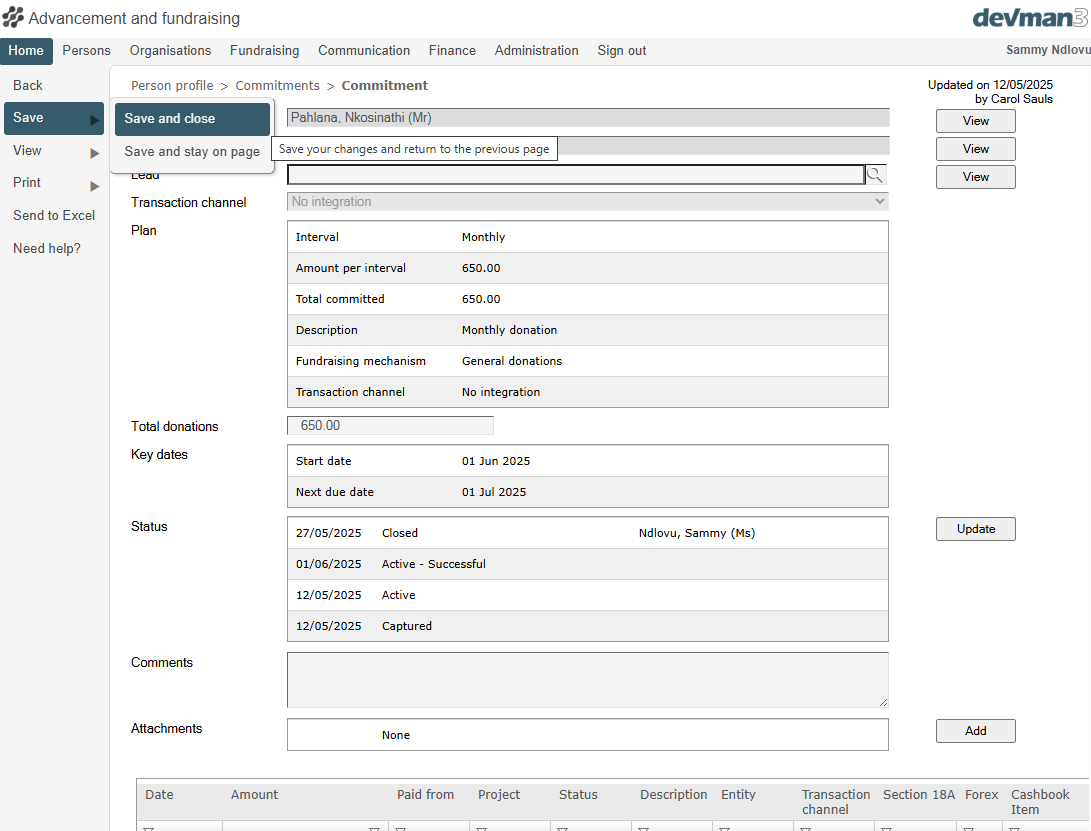 Advancement and fundraising
devman3
Home Persons Organisations Fundraising Communication Finance Administration Sign out
Sammy Ndlovu
Back
Save
View
Print
Send to Excel
Need help?
Person profile > Commitments > Commitment
Updated on 12/05/2025
by Carol Sauls
Save and close
Save and stay on page
Save your changes and return to the previous page
Pahlana, Nkosinathi (Mr)
View
View
Lead
View
Transaction channel No integration
Plan
Interval Monthly
Amount per interval 650.00
Total committed 650.00
Description Monthly donation
Fundraising mechanism General donations
Transaction channel No integration
Total donations 650.00
Key dates
Start date 01 Jun 2025
Next due date 01 Jul 2025
Status
27/05/2025 Closed Ndlovu, Sammy (Ms)
Update
01/06/2025 Active - Successful
12/05/2025 Active
12/05/2025 Captured
Comments
Attachments
None
Add
Date Amount Paid from Project Status Description Entity Transaction channel Section 18A Forex Cashbook Item